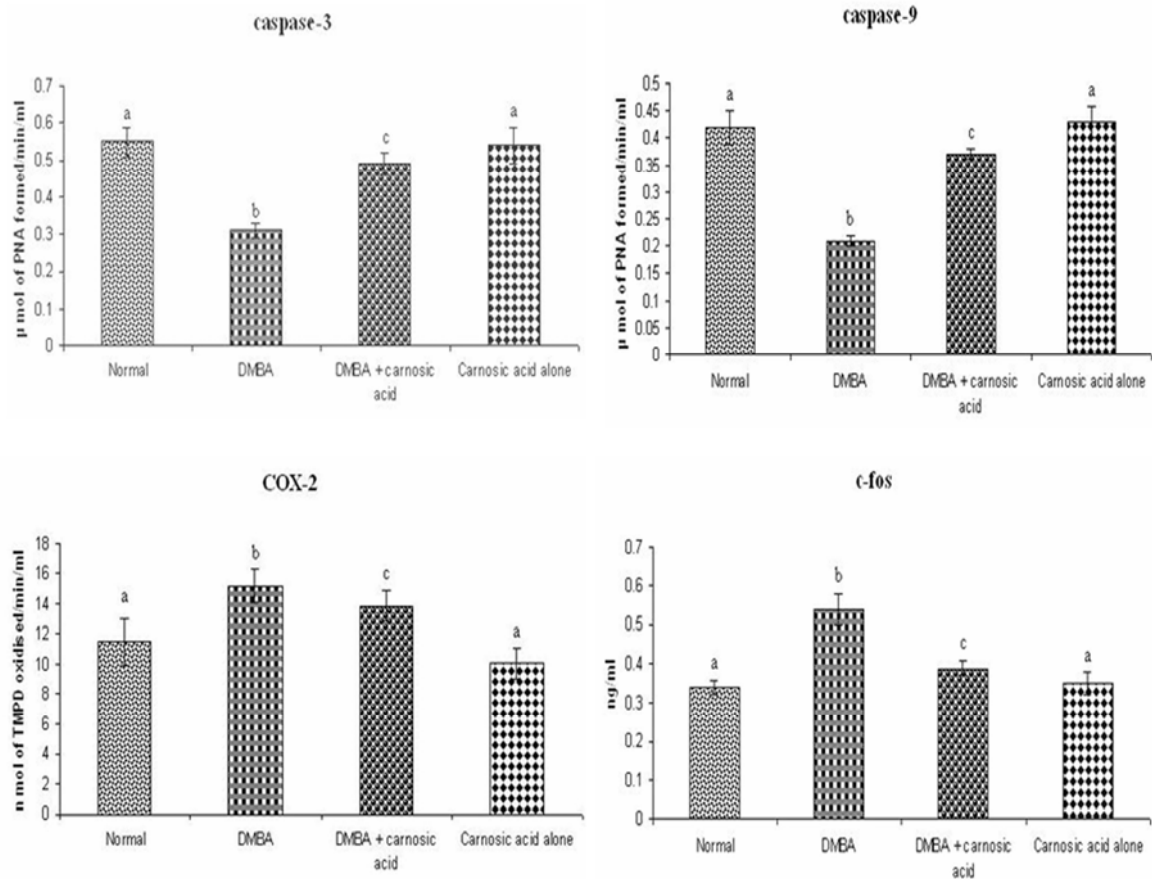 caspase-3
µ mol of PNA formed/min/ml
0.7
0.6
0.5
0.4
0.3
0.2
0.1
0
a
b
c
a
Normal
DMBA
DMBA + carnosic
acid
Carnosic acid alone
caspase-9
µ mol of PNA formed/min/ml
0.5
0.45
0.4
0.35
0.3
0.25
0.2
0.15
0.1
0.05
0
a
b
c
a
Normal
DMBA
DMBA + carnosic
acid
Carnosic acid alone
COX-2
n mol of TMPD oxidised/min/ml
18
16
14
12
10
8
6
4
2
0
a
b
c
a
Normal
DMBA
DMBA + carnosic
acid
Carnosic acid alone
c-fos
ng/ml
0.7
0.6
0.5
0.4
0.3
0.2
0.1
0
a
b
c
a
Normal
DMBA
DMBA + carnosic
acid
Carnosic acid alone